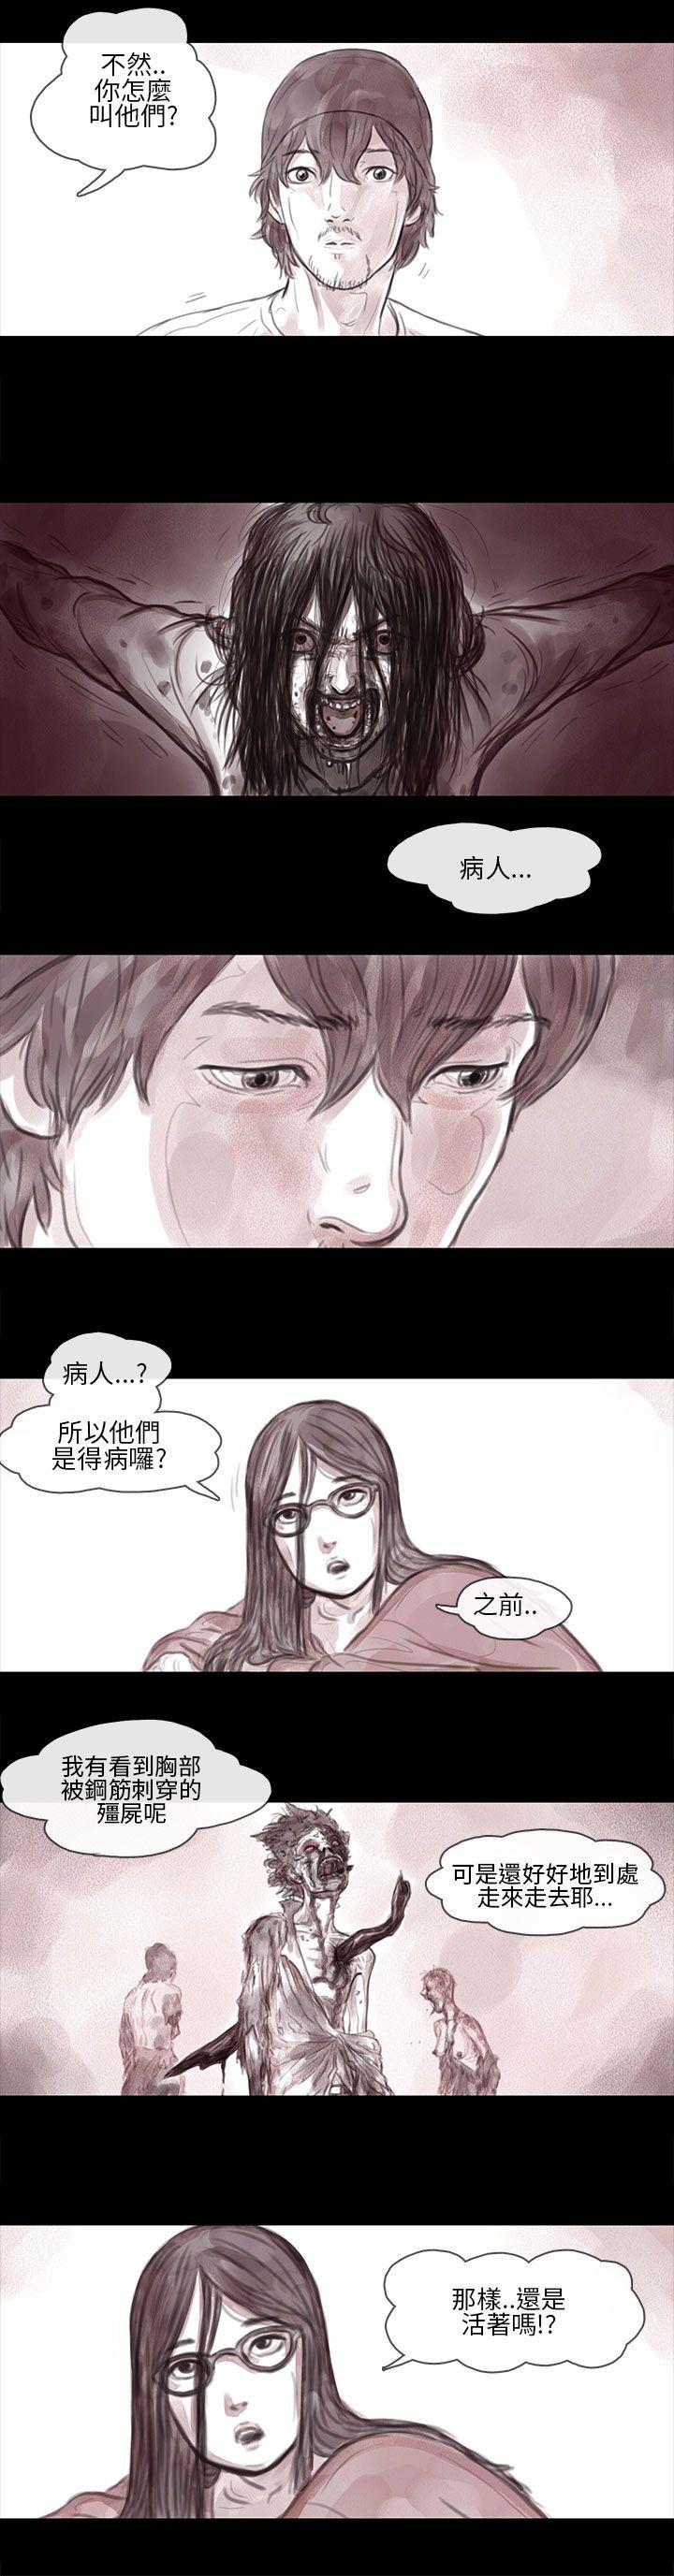 不然..
你怎麼
叫他們?
病人...
病人...?
所以他們
是得病囉?
之前..
我有看到胸部
被鋼筋刺穿的
殭屍呢
可是還好好地到處
走來走去耶...
那樣..還是
活著嗎!?